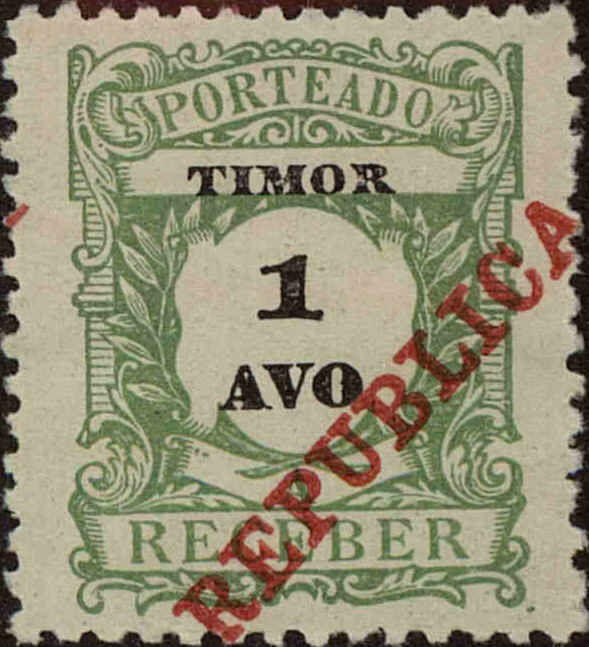 PORTEADO
TIMOR
1
AVO
REPUBLICA
RECEBER